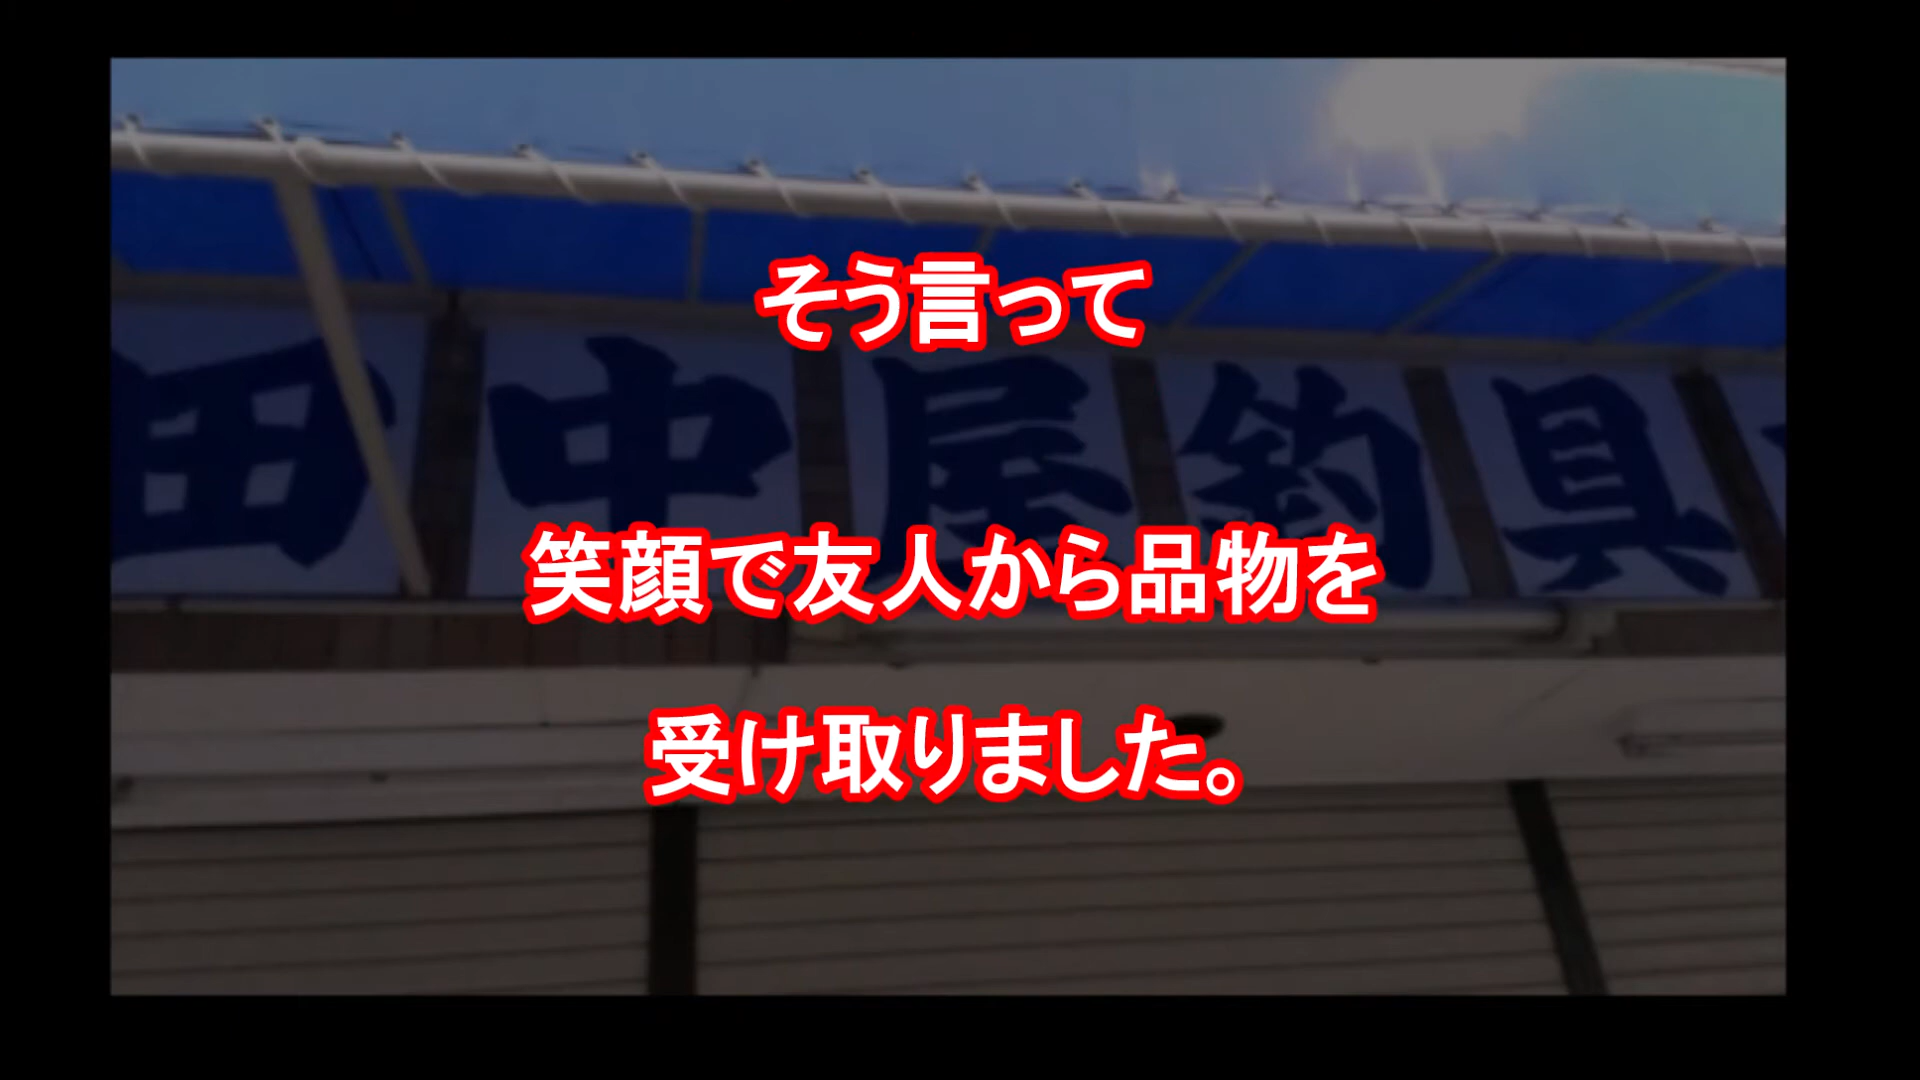 そう言って
田中屋釣具
笑顔で友人から品物を
受け取りました。